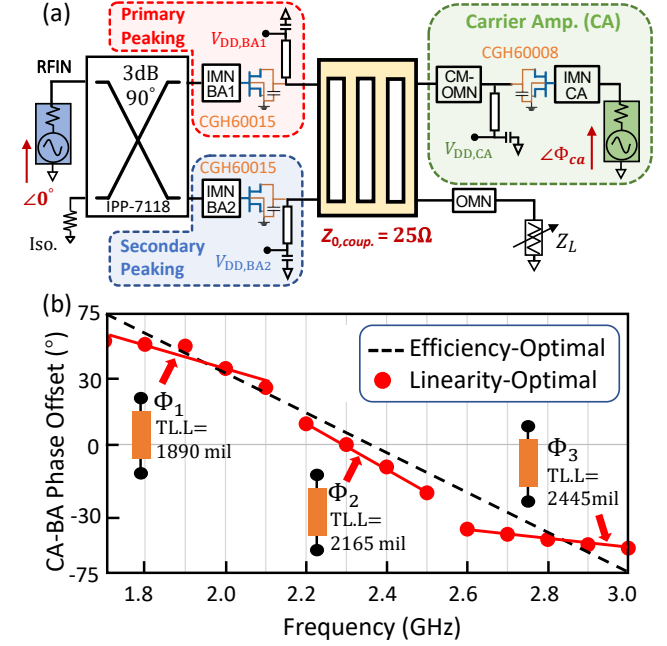 (a)
Primary
Peaking
V_DD,BA1
Carrier Amp. (CA)
RFIN
3dB
90°
IMN
BA1
CGH60015
CM-
OMN
CGH60008
IMN
CA
V_DD,CA
∠Φ_ca
∠0°
IPP-7118
Iso.
CGH60015
IMN
BA2
V_DD,BA2
Secondary
Peaking
Z_0,coup. = 25Ω
OMN
Z_L
(b)
CA-BA Phase Offset (°)
75
30
0
-30
-75
Efficiency-Optimal
Linearity-Optimal
Φ_1
TL.L=
1890 mil
Φ_2
TL.L=
2165 mil
Φ_3
TL.L=
2445mil
1.8 2.0 2.2 2.4 2.6 2.8 3.0
Frequency (GHz)